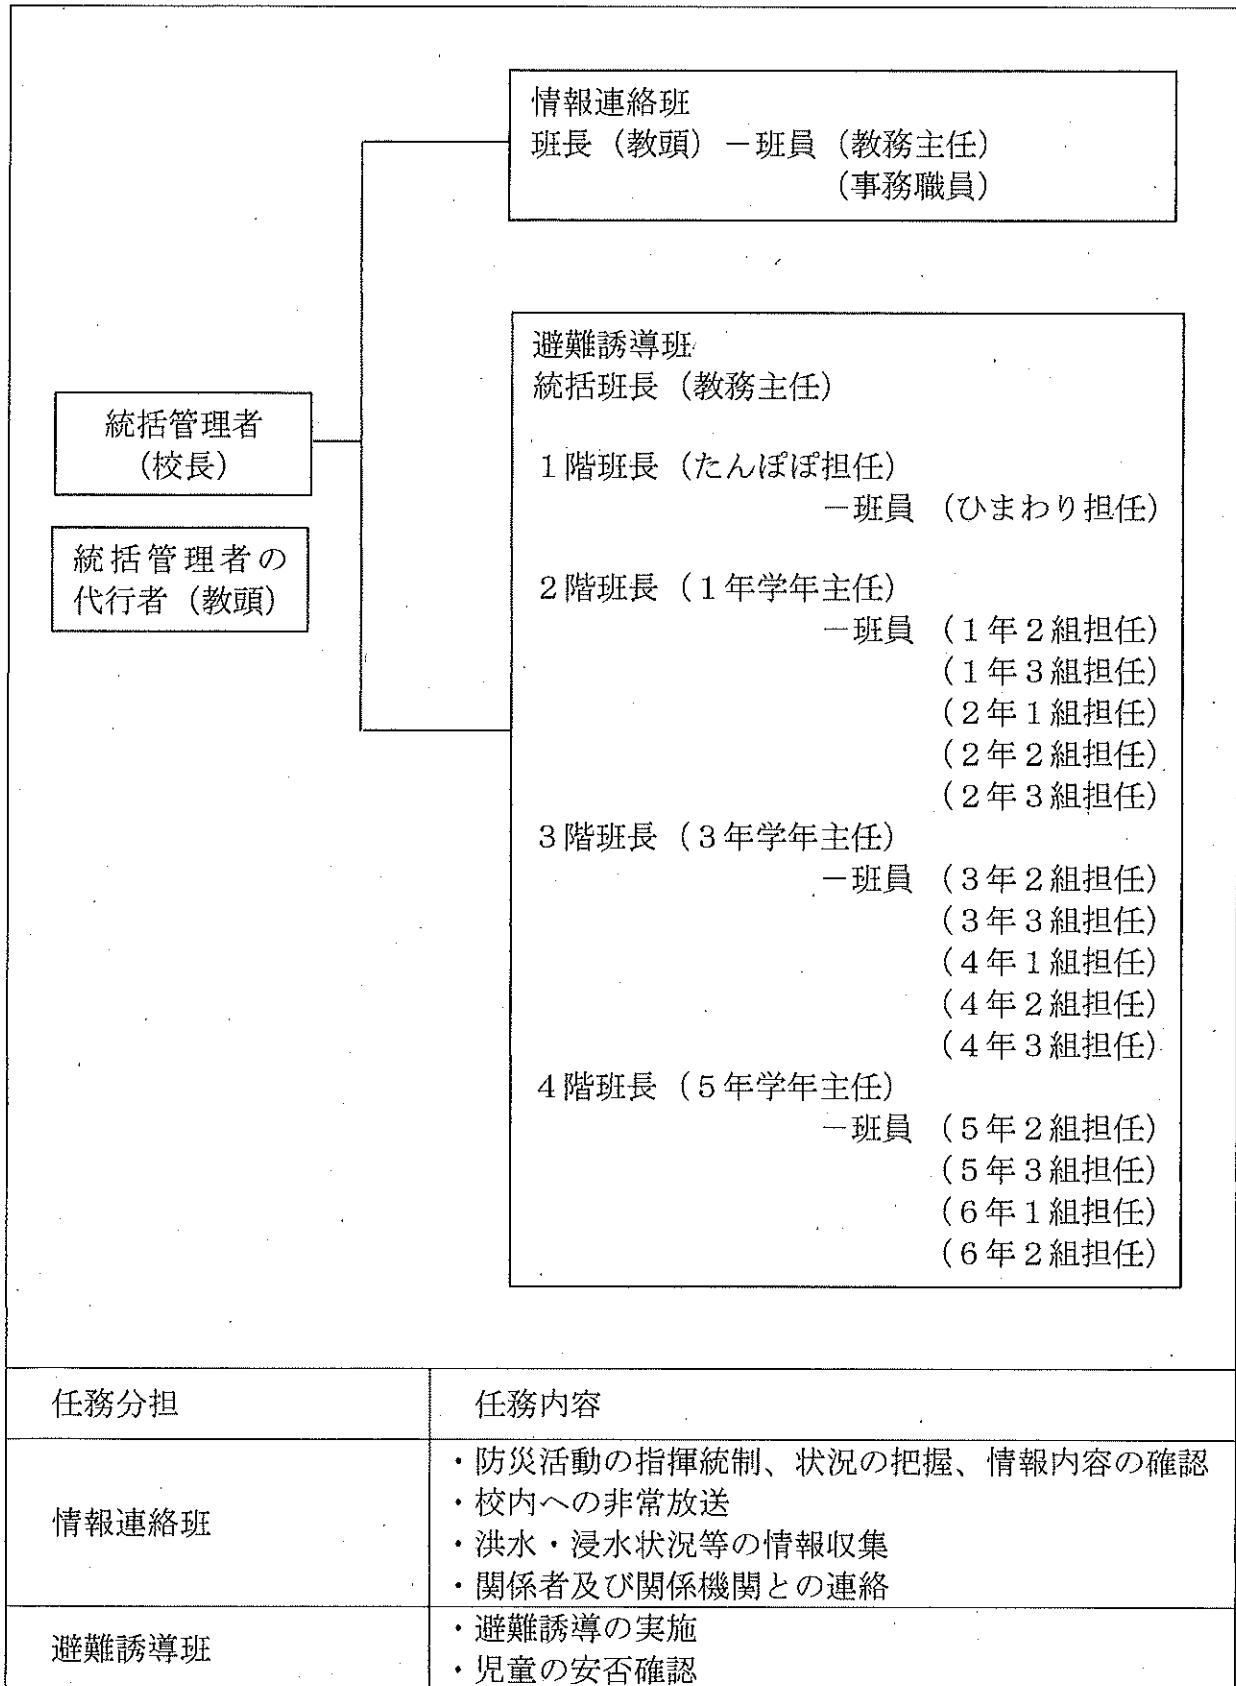 情報連絡班
班長（教頭）－班員（教務主任）
（事務職員）
避難誘導班
統括班長（教務主任）
統括管理者
（校長）
1階班長（たんぽぽ担任）
－班員（ひまわり担任）
統括管理者の
代行者（教頭）
2階班長（1年学年主任）
－班員（1年2組担任）
（1年3組担任）
（2年1組担任）
（2年2組担任）
（2年3組担任）
3階班長（3年学年主任）
－班員（3年2組担任）
（3年3組担任）
（4年1組担任）
（4年2組担任）
（4年3組担任）
4階班長（5年学年主任）
－班員（5年2組担任）
（5年3組担任）
（6年1組担任）
（6年2組担任）
任務分担
任務内容
情報連絡班
・防災活動の指揮統制、状況の把握、情報内容の確認
・校内への非常放送
・洪水・浸水状況等の情報収集
・関係者及び関係機関との連絡
避難誘導班
・避難誘導の実施
・児童の安否確認